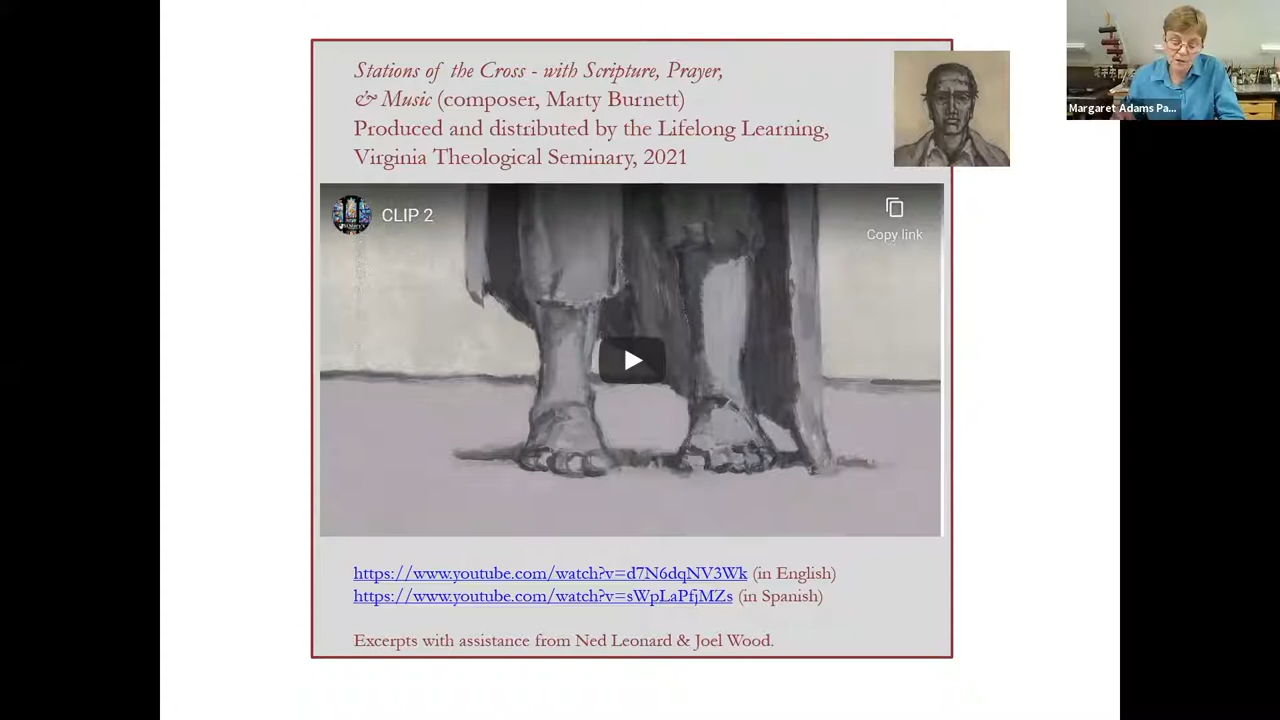 Stations of the Cross - with Scripture, Prayer,
& Music (composer, Marty Burnett)
Produced and distributed by the Lifelong Learning,
Virginia Theological Seminary, 2021
Margaret Adams Pa...
CLIP 2
Copy link
https://www.youtube.com/watch?v=d7N6dqNV3Wk (in English)
https://www.youtube.com/watch?v=sWpLaPfjMZs (in Spanish)
Excerpts with assistance from Ned Leonard & Joel Wood.